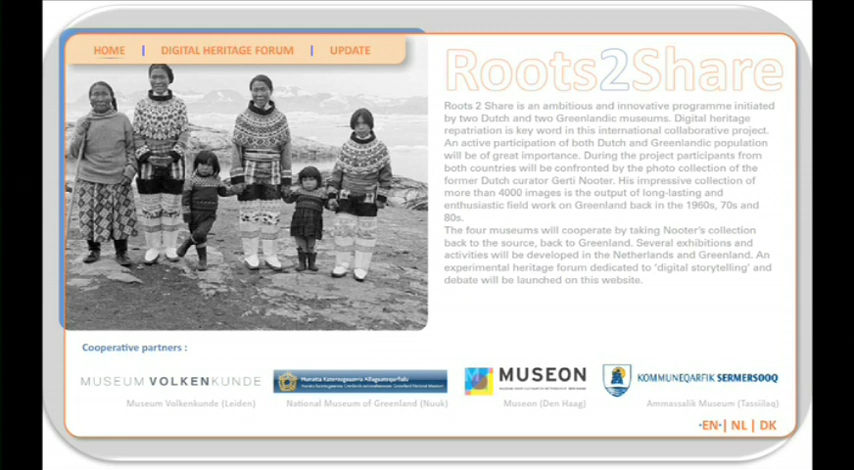 HOME | DIGITAL HERITAGE FORUM | UPDATE
Roots2Share
Roots 2 Share is an ambitious and innovative programme initiated
by two Dutch and two Greenlandic museums. Digital heritage
repatriation is key word in this international collaborative project.
An active participation of both Dutch and Greenlandic population
will be of great importance. During the project participants from
both countries will be confronted by the photo collection of the
former Dutch curator Gerti Nooter. His impressive collection of
more than 4000 images is the output of long-lasting and
enthusiastic field work on Greenland back in the 1960s, 70s and
80s.
The four museums will cooperate by taking Nooter's collection
back to the source, back to Greenland. Several exhibitions and
activities will be developed in the Netherlands and Greenland. An
experimental heritage forum dedicated to 'digital storytelling' and
debate will be launched on this website.
Cooperative partners :
MUSEUM VOLKENKUNDE
MUSEON
KOMMUNEQARFIK SERMERSOOQ
Museum Volkenkunde (Leiden)
National Museum of Greenland (Nuuk)
Museon (Den Haag)
Ammassalik Museum (Tassiilaq)
·EN·| NL | DK